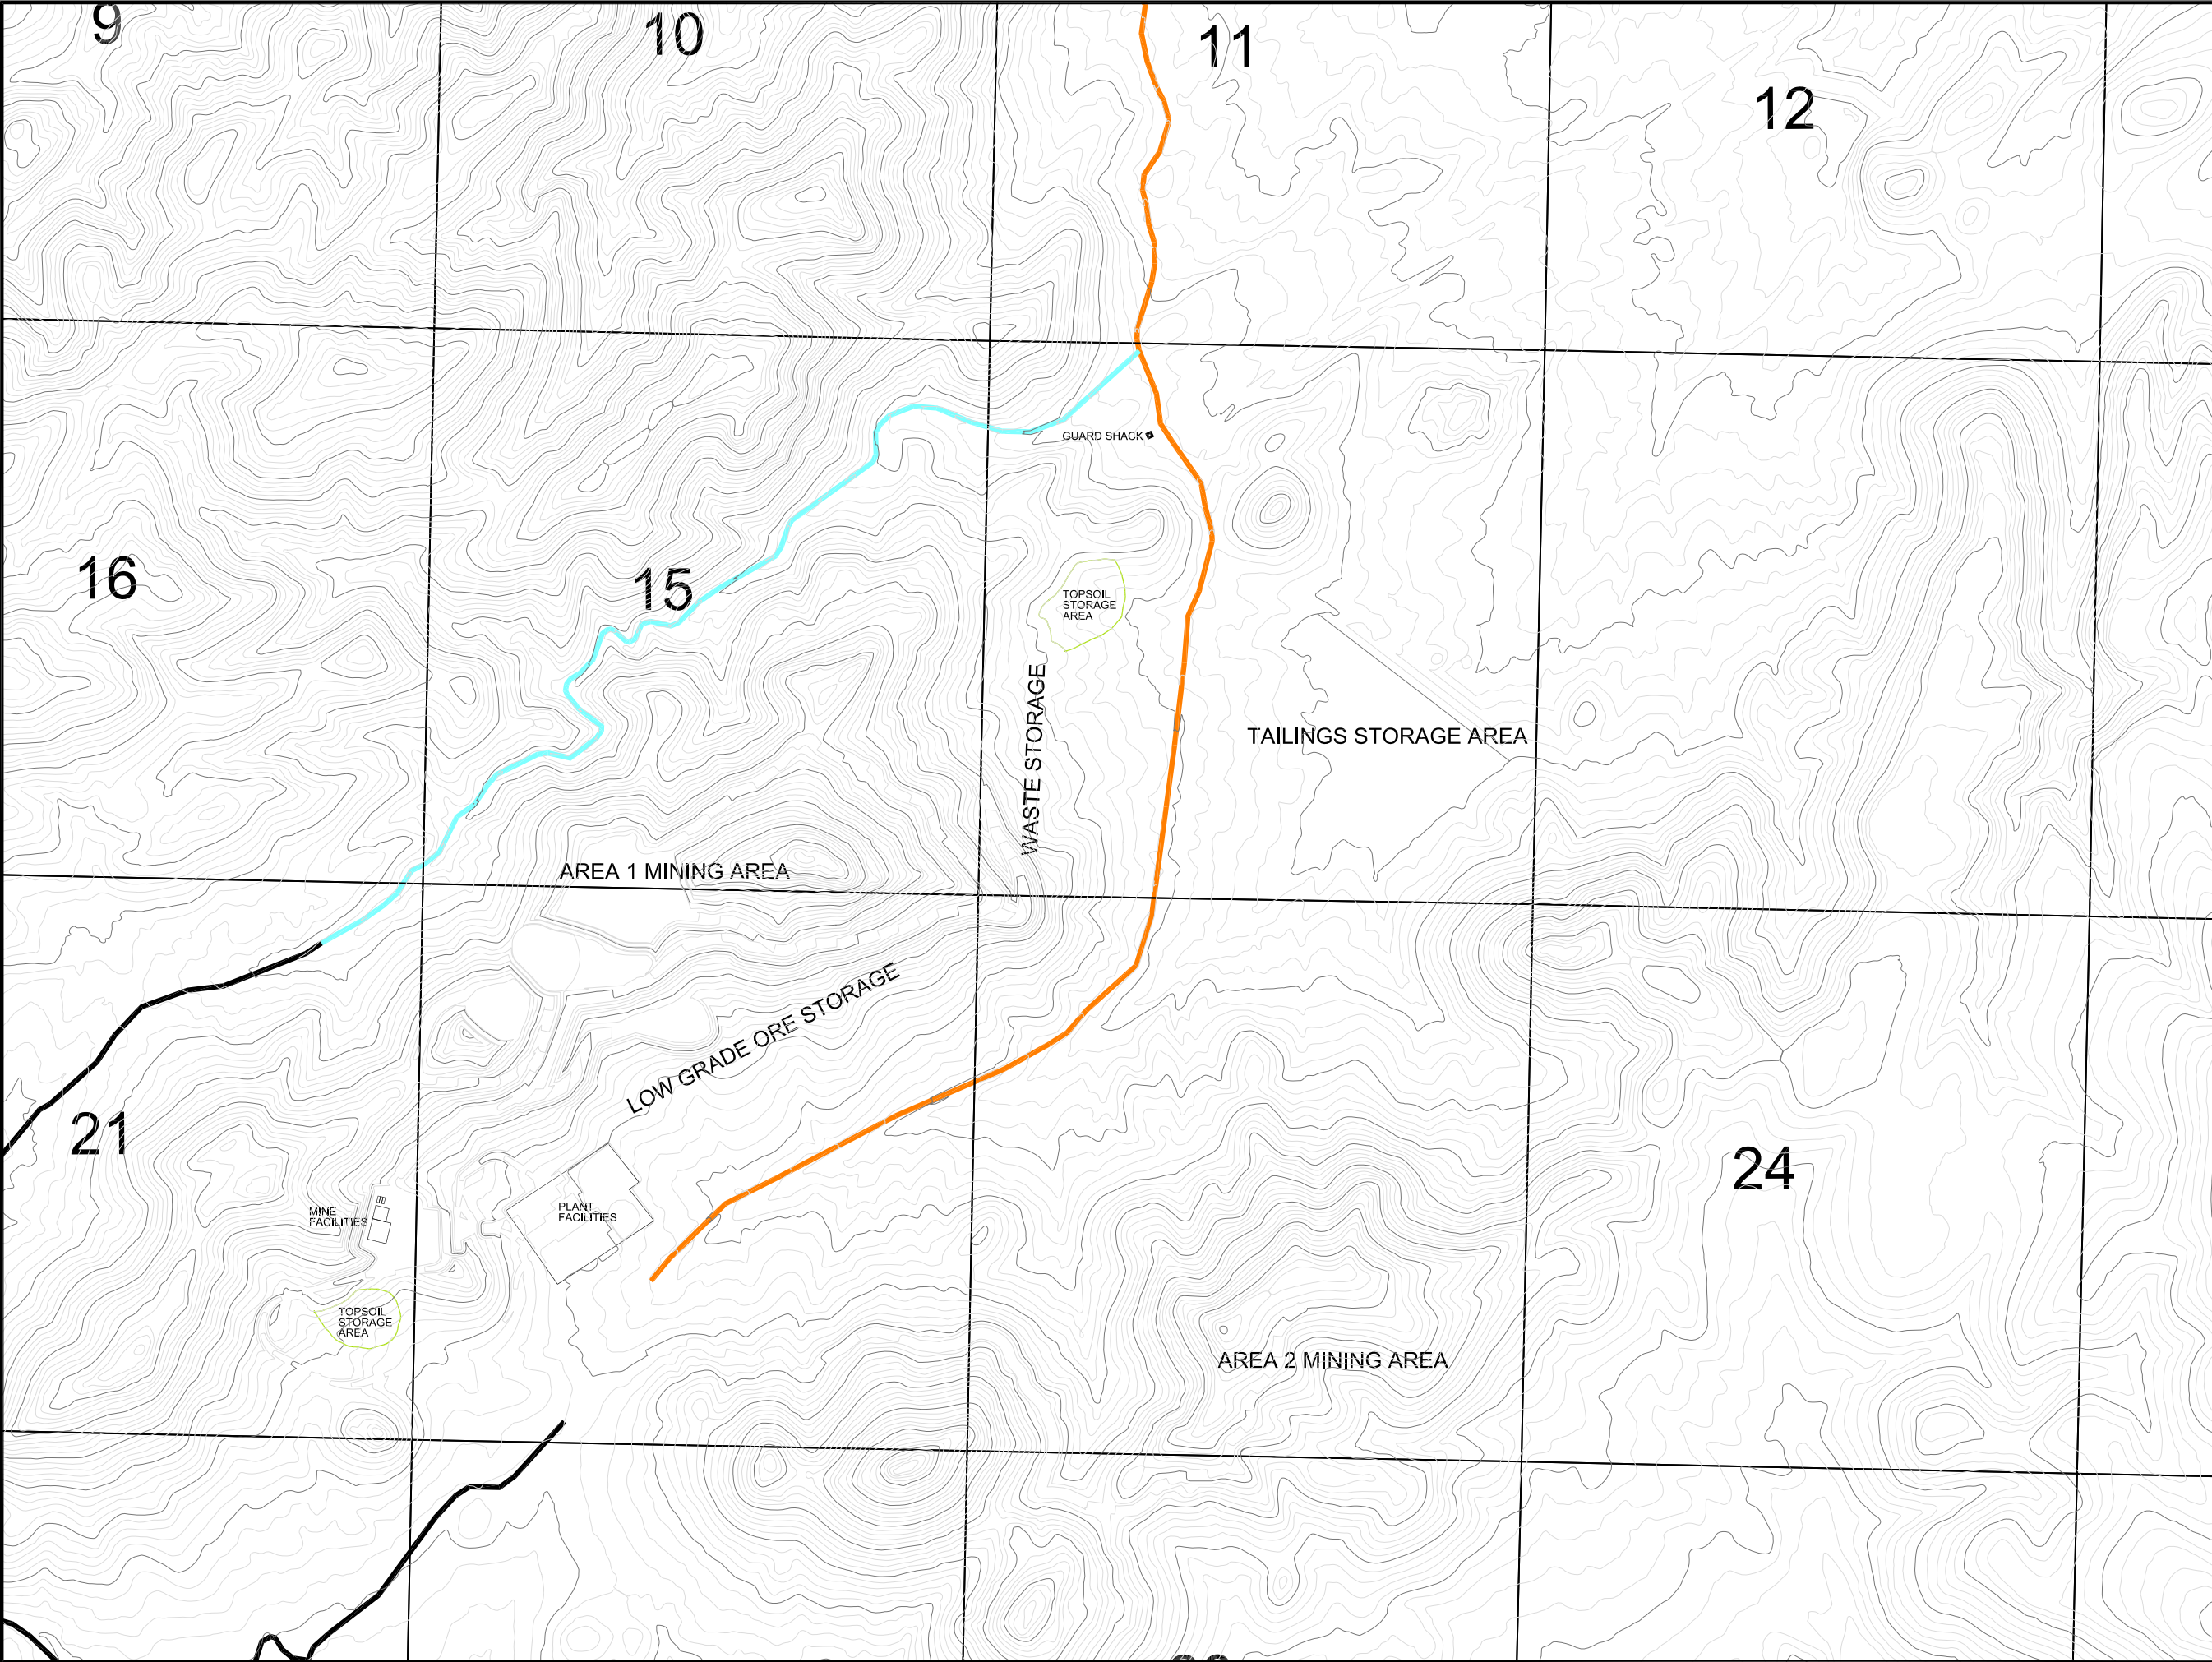 9
10
11
12
GUARD SHACK
16
15
TOPSOIL
STORAGE
AREA
WASTE STORAGE
TAILINGS STORAGE AREA
AREA 1 MINING AREA
LOW GRADE ORE STORAGE
21
24
MINE
FACILITIES
PLANT
FACILITIES
TOPSOIL
STORAGE
AREA
AREA 2 MINING AREA